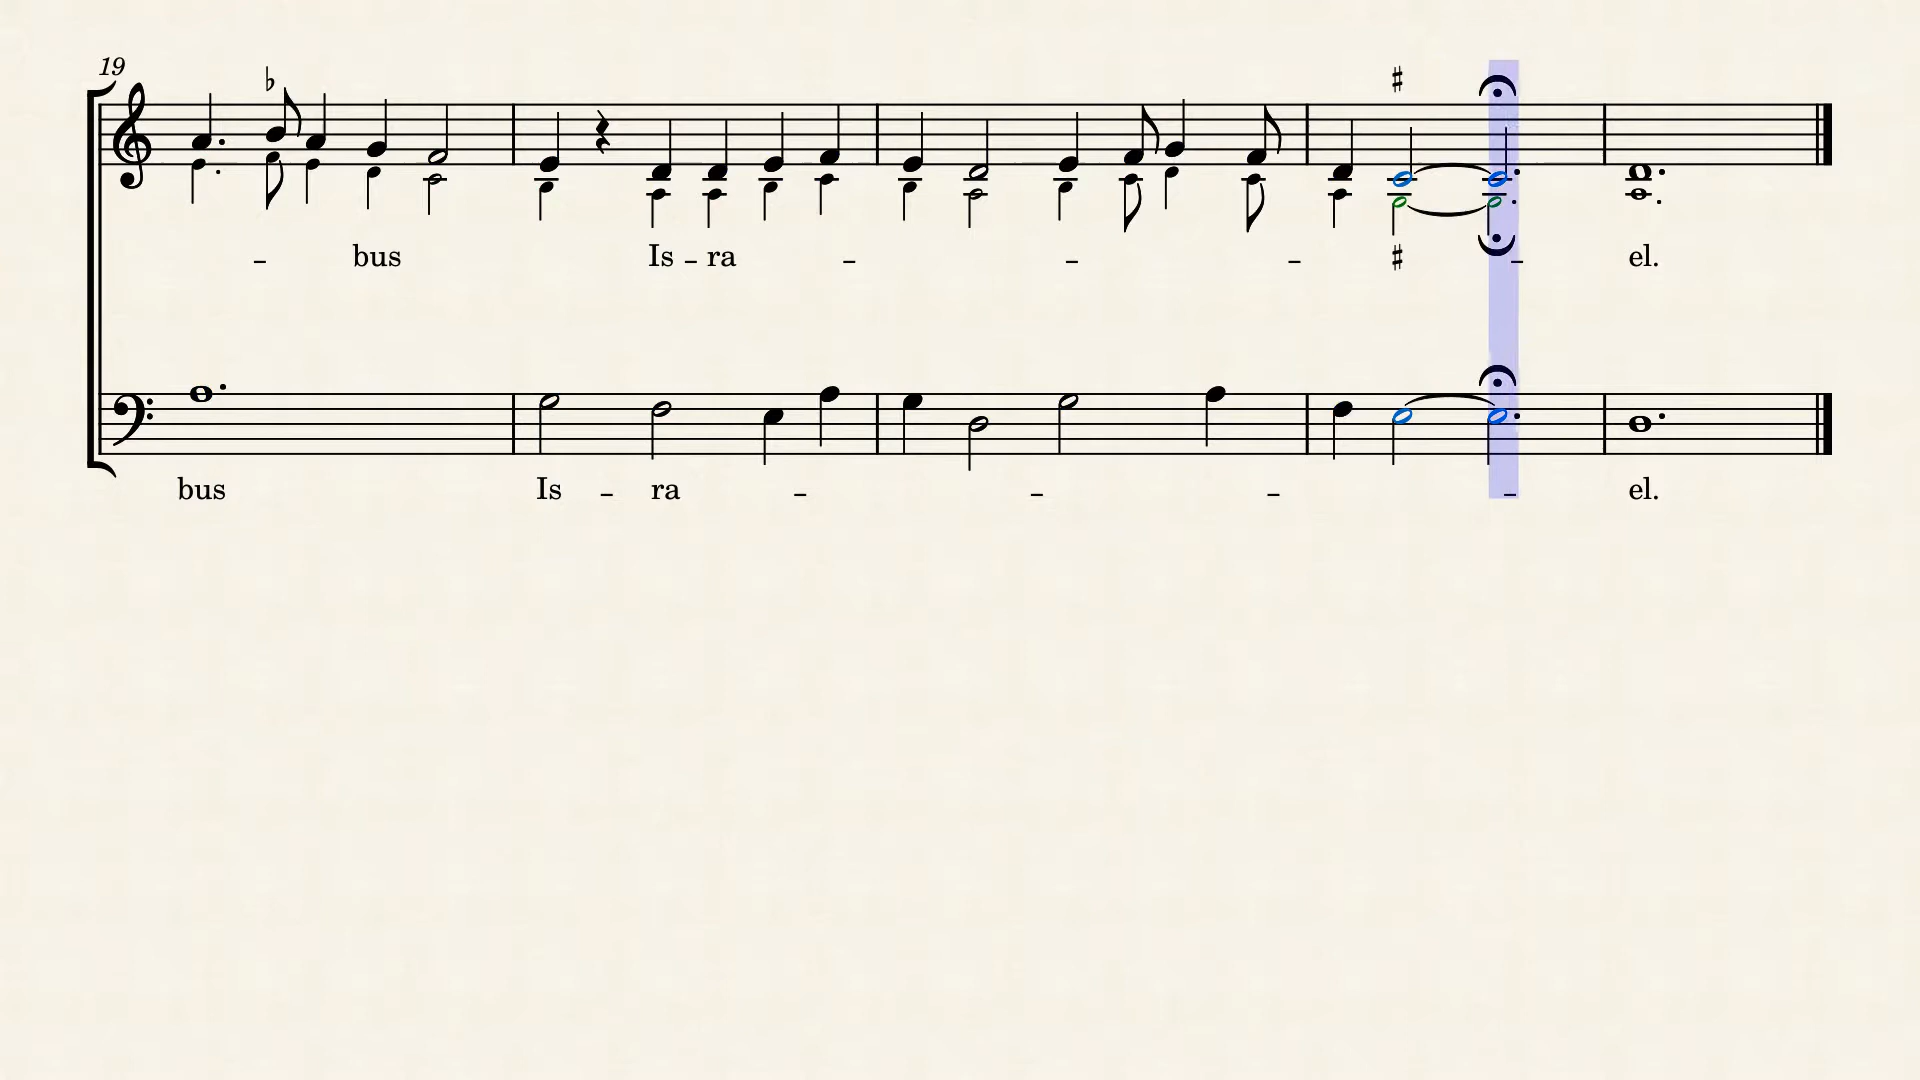 19
– bus Is – ra – – – – el.
bus Is – ra – – – – el.